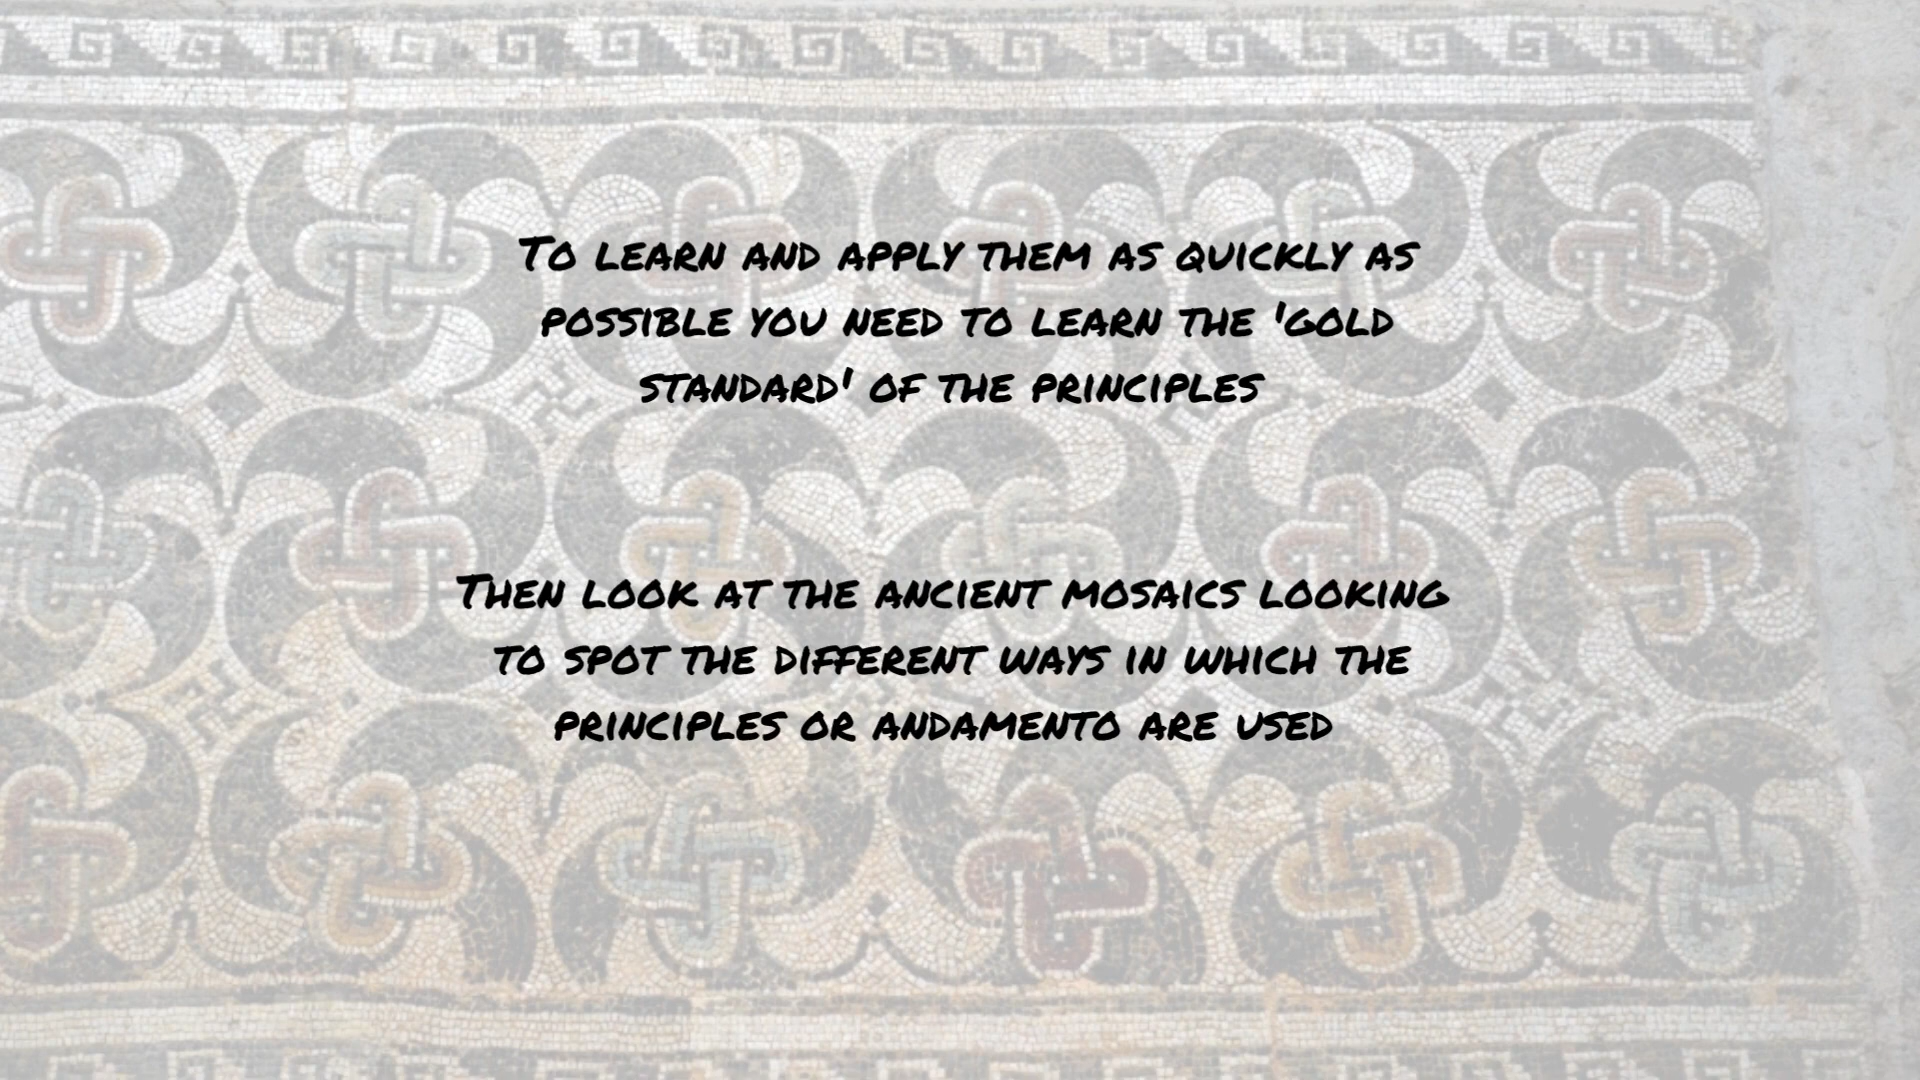 To learn and apply them as quickly as
possible you need to learn the 'gold
standard' of the principles
Then look at the ancient mosaics looking
to spot the different ways in which the
principles or andamento are used